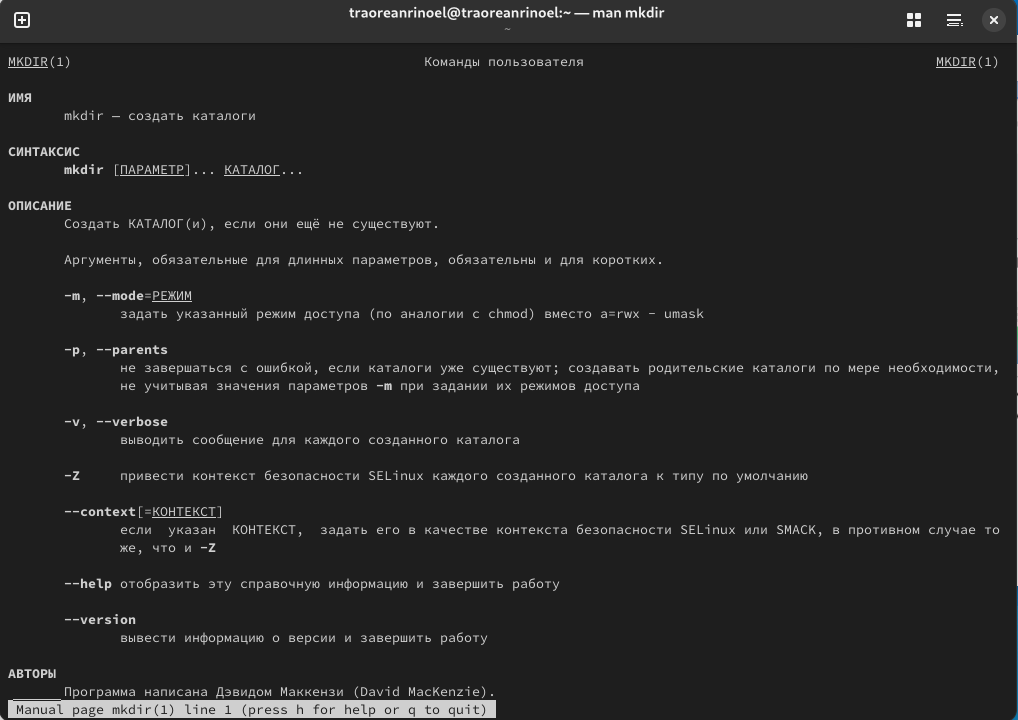 traoreanrinoel@traoreanrinoel:~ — man mkdir
~
MKDIR(1) Команды пользователя MKDIR(1)
ИМЯ
mkdir — создать каталоги
СИНТАКСИС
mkdir [ПАРАМЕТР]... КАТАЛОГ...
ОПИСАНИЕ
Создать КАТАЛОГ(и), если они ещё не существуют.
Аргументы, обязательные для длинных параметров, обязательны и для коротких.
-m, --mode=РЕЖИМ
задать указанный режим доступа (по аналогии с chmod) вместо a=rwx - umask
-p, --parents
не завершаться с ошибкой, если каталоги уже существуют; создавать родительские каталоги по мере необходимости,
не учитывая значения параметров -m при задании их режимов доступа
-v, --verbose
выводить сообщение для каждого созданного каталога
-Z привести контекст безопасности SELinux каждого созданного каталога к типу по умолчанию
--context[=КОНТЕКСТ]
если указан КОНТЕКСТ, задать его в качестве контекста безопасности SELinux или SMACK, в противном случае то
же, что и -Z
--help отобразить эту справочную информацию и завершить работу
--version
вывести информацию о версии и завершить работу
АВТОРЫ
Программа написана Дэвидом Маккензи (David MacKenzie).
Manual page mkdir(1) line 1 (press h for help or q to quit)